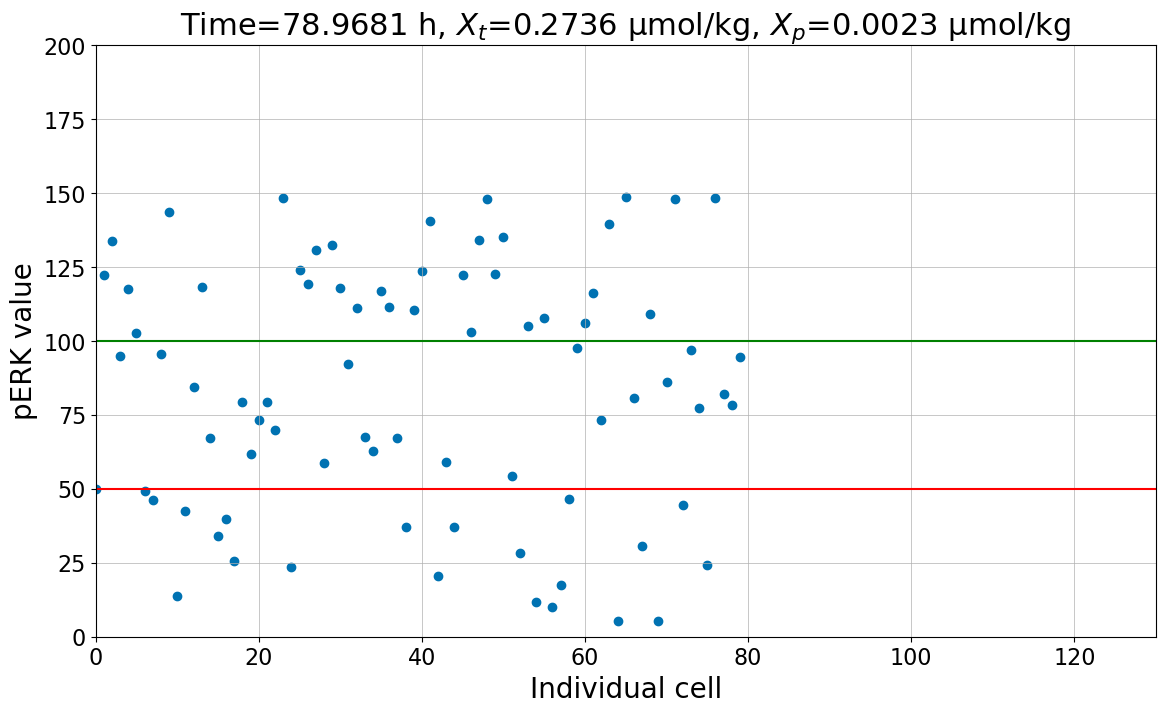 Time=78.9681 h, Xₜ=0.2736 μmol/kg, Xₚ=0.0023 μmol/kg
200
175
150
125
100
75
50
25
0
pERK value
0 20 40 60 80 100 120
Individual cell